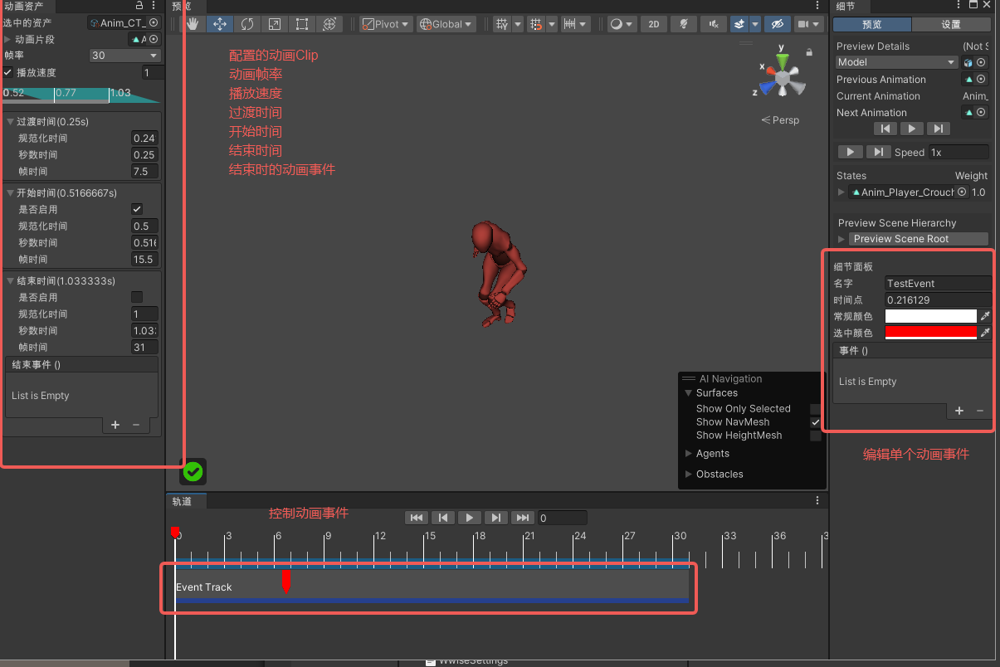 动画资产
选中的资产
Anim_CT_
动画片段
帧率
30
播放速度
1
0.52
0.77
1.03
过渡时间(0.25s)
规范化时间
0.24
秒数时间
0.25
帧时间
7.5
开始时间(0.5166667s)
是否启用
规范化时间
0.5
秒数时间
0.516
帧时间
15.5
结束时间(1.033333s)
是否启用
规范化时间
1
秒数时间
1.03
帧时间
31
结束事件 ()
List is Empty
+ −
预览
Pivot
Global
2D
配置的动画Clip
动画帧率
播放速度
过渡时间
开始时间
结束时间
结束时的动画事件
y
x
z
Persp
AI Navigation
Surfaces
Show Only Selected
Show NavMesh
Show HeightMesh
Agents
Obstacles
轨道
控制动画事件
0
0 3 6 9 12 15 18 21 24 27 30 33 36
Event Track
细节
预览 设置
Preview Details
(Not S
Model
Previous Animation
Current Animation
Anim_
Next Animation
Speed 1x
States Weight
Anim_Player_Crouch 1.0
Preview Scene Hierarchy
Preview Scene Root
细节面板
名字 TestEvent
时间点 0.216129
常规颜色
选中颜色
事件 ()
List is Empty
+ −
编辑单个动画事件
WwiseSettings